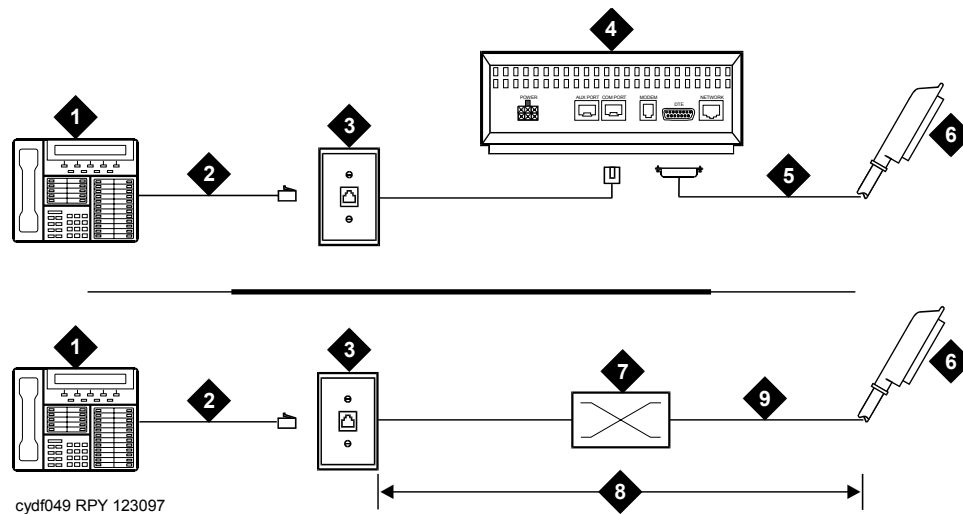 4
POWER AUX PORT COM PORT MODEM DTE NETWORK
1 2 3 5 6
1 2 3 7 9 6
8
cydf049 RPY 123097